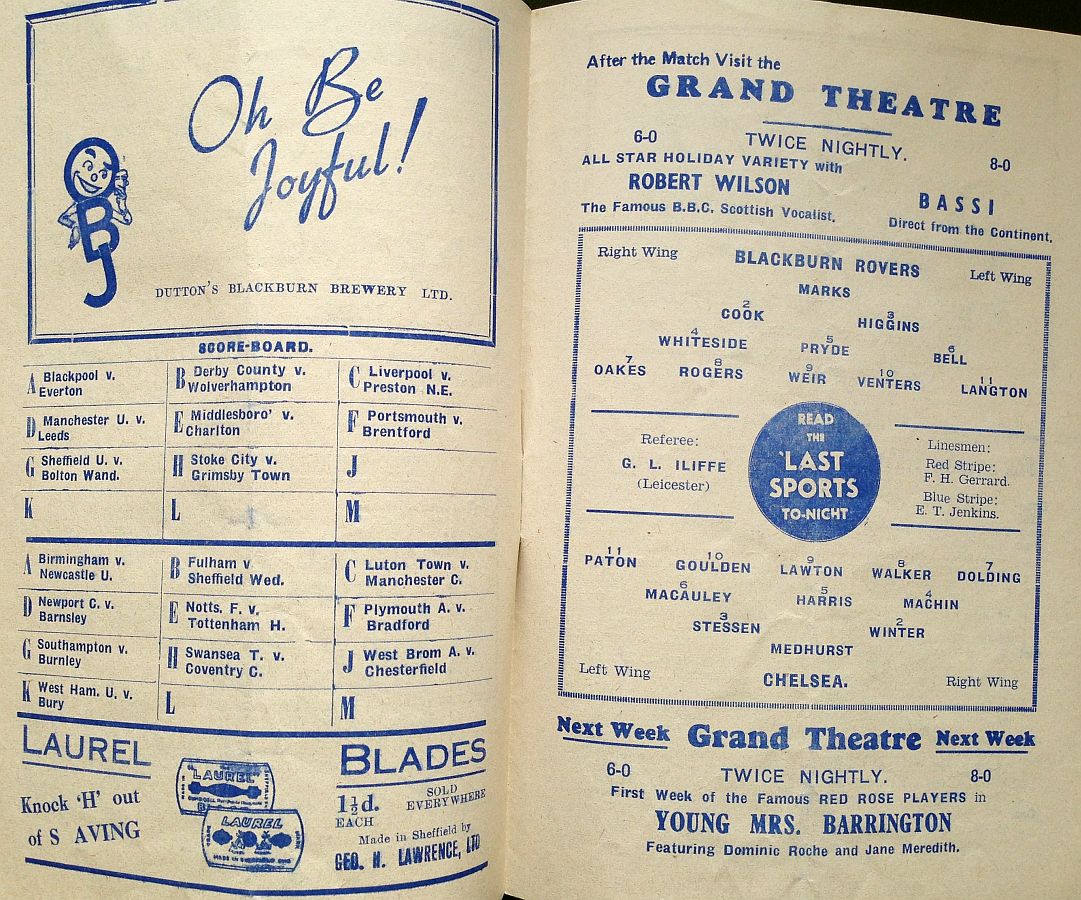 Oh Be
Joyful!
OBJ
DUTTON'S BLACKBURN BREWERY LTD.
SCORE-BOARD.
A Blackpool v.
Everton
B Derby County v.
Wolverhampton
C Liverpool v.
Preston N.E.
D Manchester U. v.
Leeds
E Middlesboro' v.
Charlton
F Portsmouth v.
Brentford
G Sheffield U. v.
Bolton Wand.
H Stoke City v.
Grimsby Town
J
K
L
M
A Birmingham v.
Newcastle U.
B Fulham v
Sheffield Wed.
C Luton Town v.
Manchester C.
D Newport C. v.
Barnsley
E Notts. F. v.
Tottenham H.
F Plymouth A. v.
Bradford
G Southampton v.
Burnley
H Swansea T. v.
Coventry C.
J West Brom A. v.
Chesterfield
K West Ham. U. v.
Bury
L
M
LAUREL
BLADES
Knock 'H' out
of S AVING
"LAUREL"
LAUREL
TRADE
MARK
1½d.
EACH
SOLD
EVERYWHERE
Made in Sheffield by
GEO. H. LAWRENCE, LTD
After the Match Visit the
GRAND THEATRE
6-0 TWICE NIGHTLY. 8-0
ALL STAR HOLIDAY VARIETY with
ROBERT WILSON
The Famous B.B.C. Scottish Vocalist.
BASSI
Direct from the Continent.
Right Wing BLACKBURN ROVERS Left Wing
MARKS
2 3
COOK HIGGINS
4 5 6
WHITESIDE PRYDE BELL
7 8 9 10 11
OAKES ROGERS WEIR VENTERS LANGTON
Referee:
G. L. ILIFFE
(Leicester)
READ
THE
'LAST
SPORTS
TO-NIGHT
Linesmen:
Red Stripe:
F. H. Gerrard.
Blue Stripe:
E. T. Jenkins.
11 10 9 8 7
PATON GOULDEN LAWTON WALKER DOLDING
6 5 4
MACAULEY HARRIS MACHIN
3 2
STESSEN WINTER
MEDHURST
Left Wing CHELSEA. Right Wing
Next Week Grand Theatre Next Week
6-0 TWICE NIGHTLY. 8-0
First Week of the Famous RED ROSE PLAYERS in
YOUNG MRS. BARRINGTON
Featuring Dominic Roche and Jane Meredith.